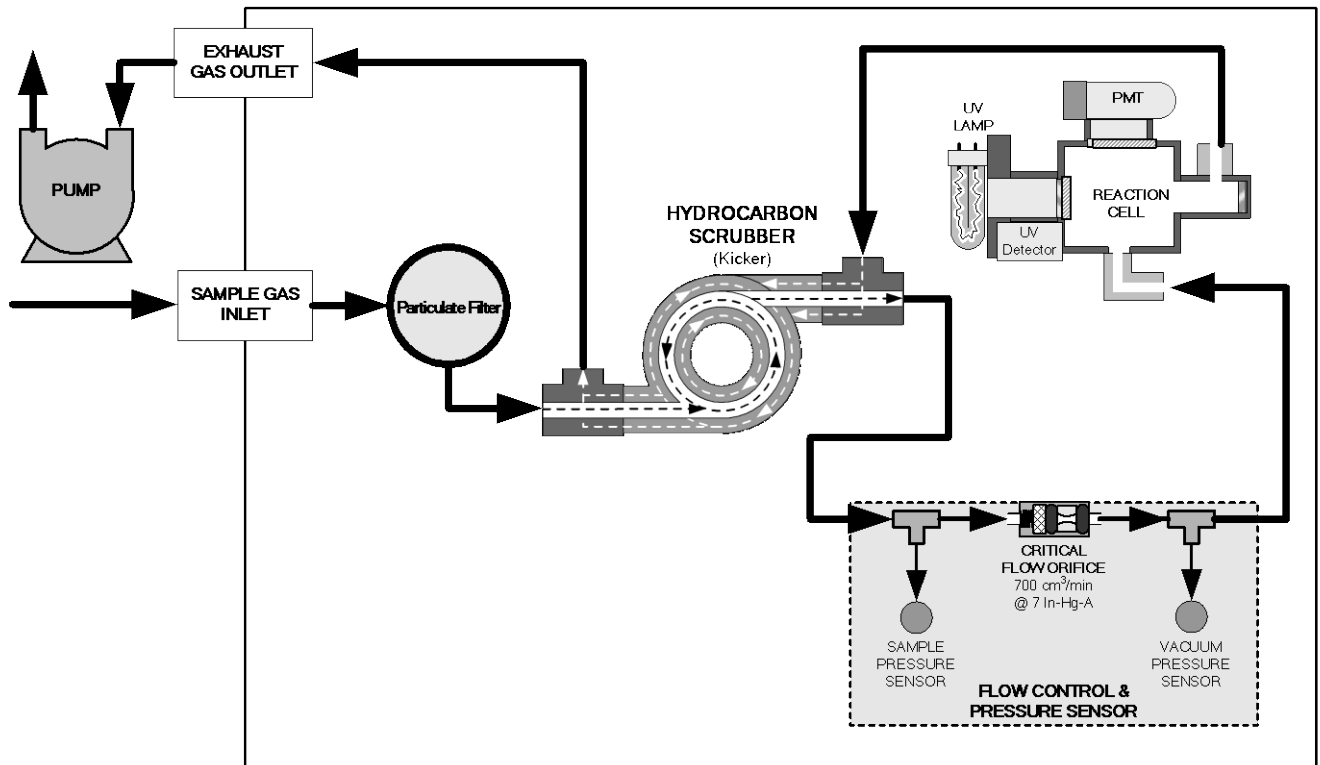 EXHAUST
GAS OUTLET
PUMP
SAMPLE GAS
INLET
Particulate Filter
HYDROCARBON
SCRUBBER
(Kicker)
UV
LAMP
PMT
REACTION
CELL
UV
Detector
CRITICAL
FLOW ORIFICE
700 cm³/min
@ 7 In-Hg-A
SAMPLE
PRESSURE
SENSOR
VACUUM
PRESSURE
SENSOR
FLOW CONTROL &
PRESSURE SENSOR